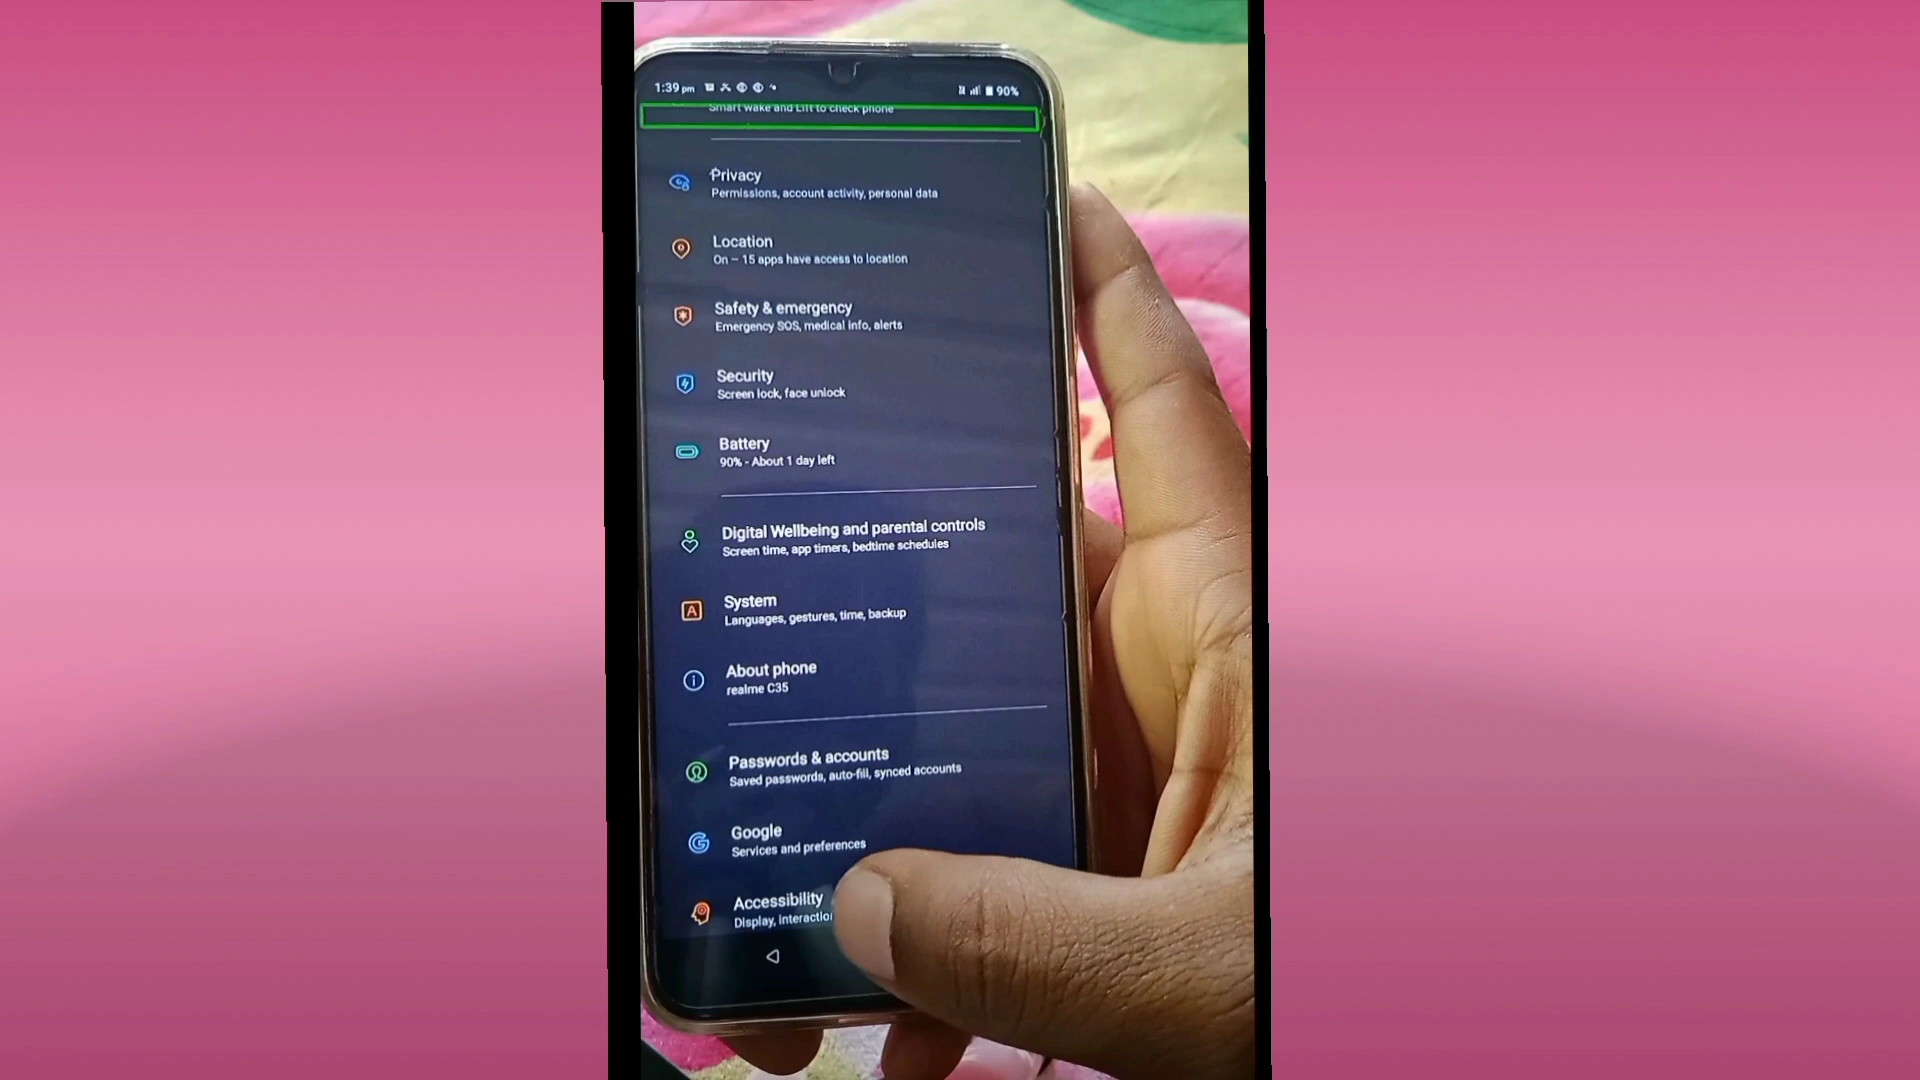 1:39 pm
90%
Smart wake and Lift to check phone
Privacy
Permissions, account activity, personal data
Location
On – 15 apps have access to location
Safety & emergency
Emergency SOS, medical info, alerts
Security
Screen lock, face unlock
Battery
90% - About 1 day left
Digital Wellbeing and parental controls
Screen time, app timers, bedtime schedules
System
Languages, gestures, time, backup
About phone
realme C35
Passwords & accounts
Saved passwords, auto-fill, synced accounts
Google
Services and preferences
Accessibility
Display,